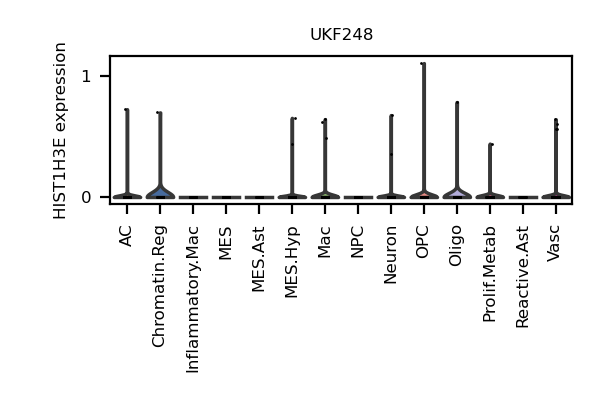 UKF248
HIST1H3E expression
1
0
AC
Chromatin.Reg
Inflammatory.Mac
MES
MES.Ast
MES.Hyp
Mac
NPC
Neuron
OPC
Oligo
Prolif.Metab
Reactive.Ast
Vasc